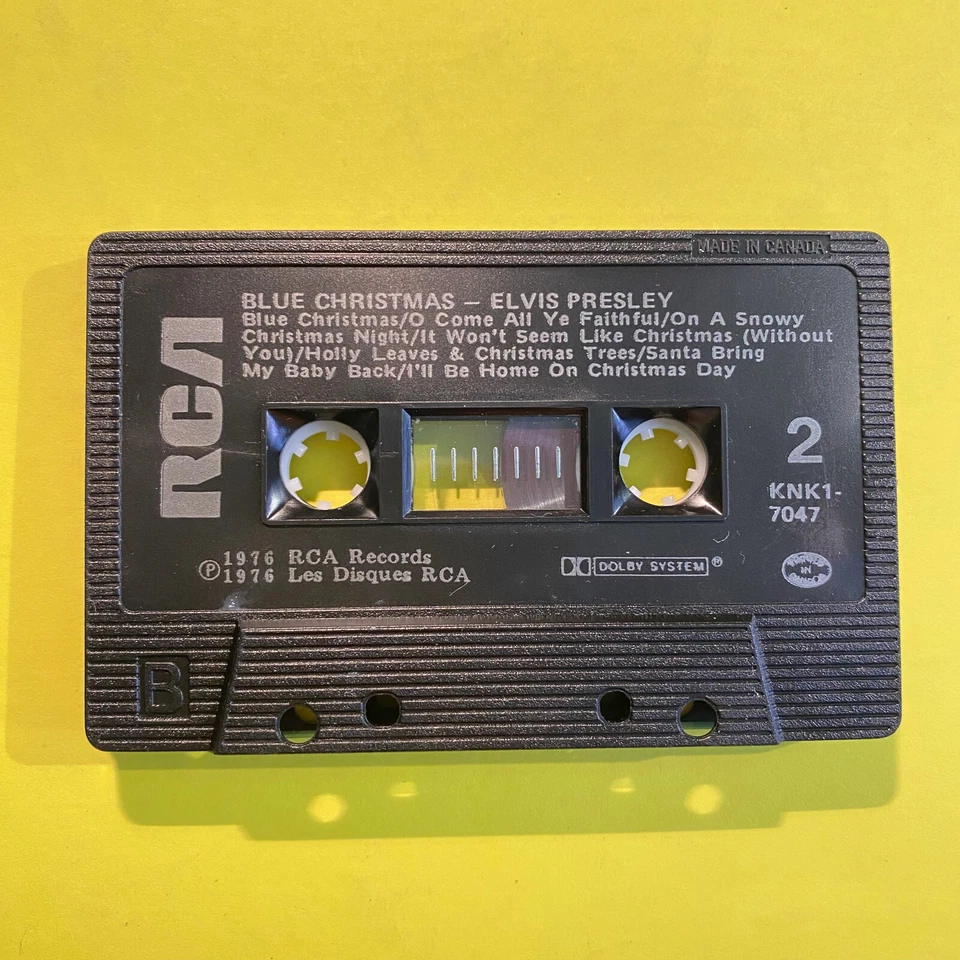 MADE IN CANADA
BLUE CHRISTMAS — ELVIS PRESLEY
Blue Christmas/O Come All Ye Faithful/On A Snowy
Christmas Night/It Won't Seem Like Christmas (Without
You)/Holly Leaves & Christmas Trees/Santa Bring
My Baby Back/I'll Be Home On Christmas Day
RCA
2
KNK1-
7047
℗ 1976 RCA Records
1976 Les Disques RCA
DOLBY SYSTEM ®
IN
B